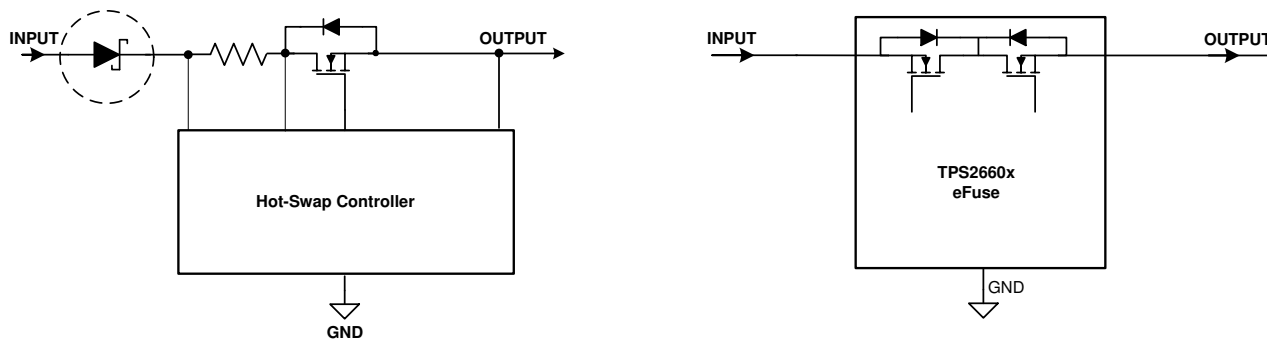 INPUT
OUTPUT
Hot-Swap Controller
GND
INPUT
OUTPUT
TPS2660x
eFuse
GND